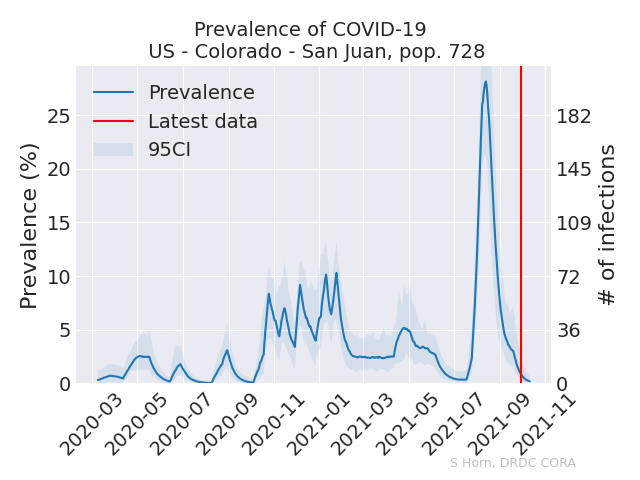 Prevalence of COVID-19
US - Colorado - San Juan, pop. 728
Prevalence
Latest data
95CI
Prevalence (%)
25
20
15
10
5
0
182
145
109
72
36
0
# of infections
2020-03
2020-05
2020-07
2020-09
2020-11
2021-01
2021-03
2021-05
2021-07
2021-09
2021-11
S Horn, DRDC CORA